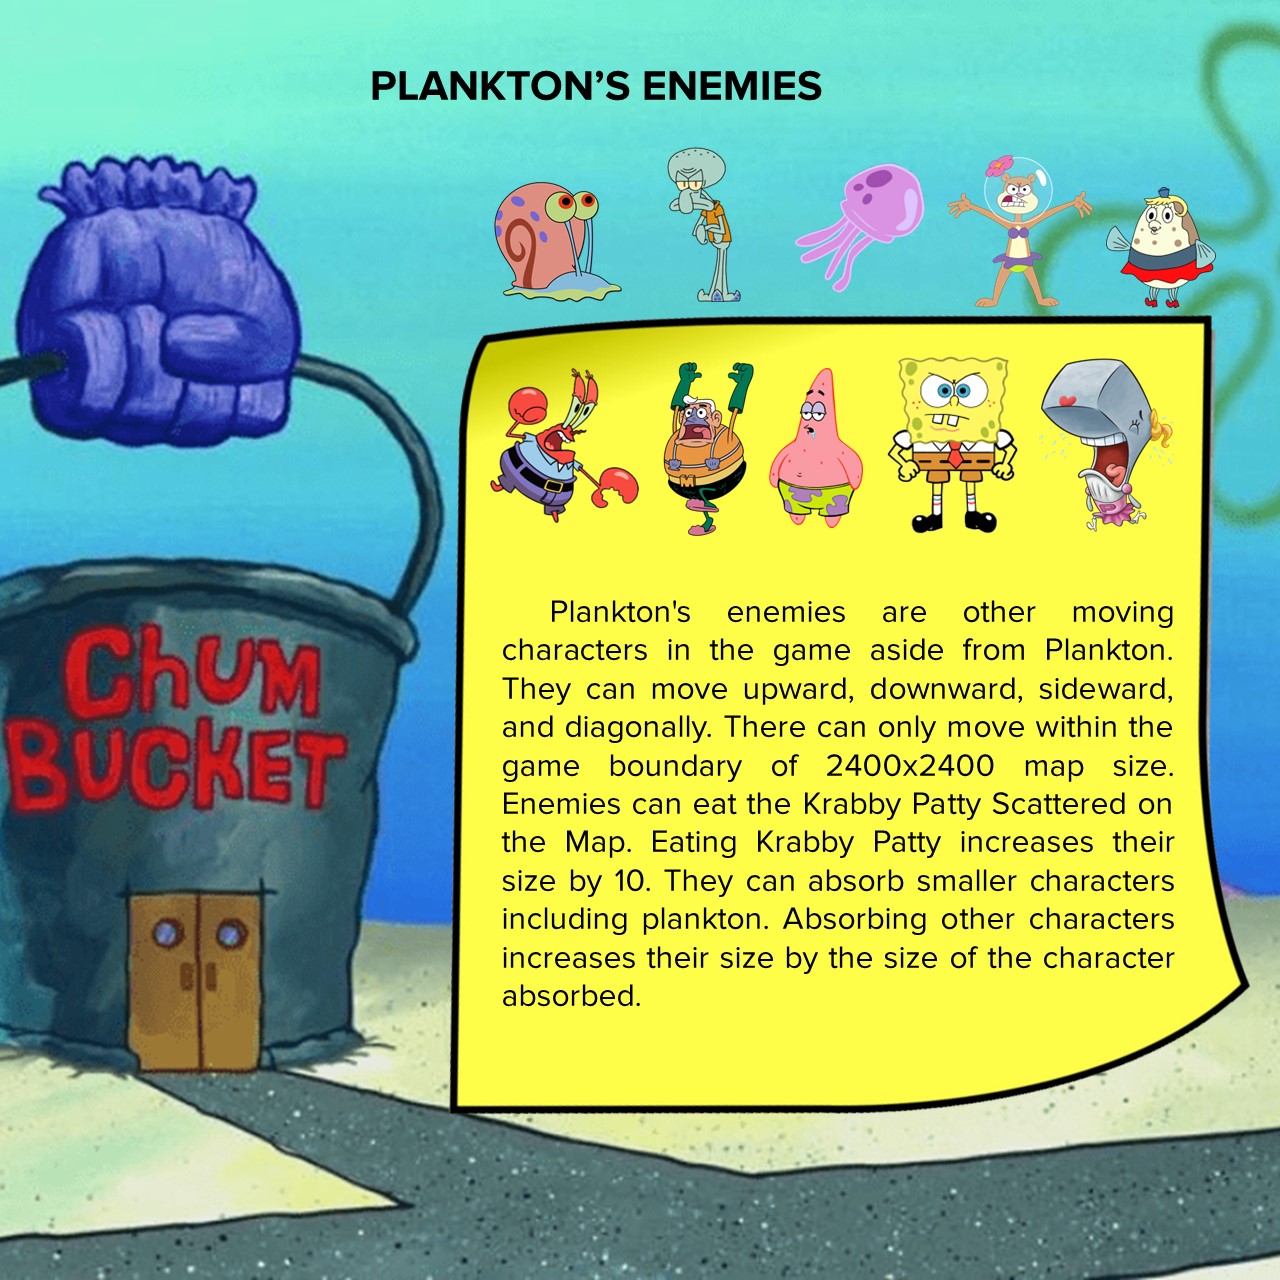 PLANKTON’S ENEMIES
ChUM
BUCKET
M
Plankton's enemies are other moving
characters in the game aside from Plankton.
They can move upward, downward, sideward,
and diagonally. There can only move within the
game boundary of 2400x2400 map size.
Enemies can eat the Krabby Patty Scattered on
the Map. Eating Krabby Patty increases their
size by 10. They can absorb smaller characters
including plankton. Absorbing other characters
increases their size by the size of the character
absorbed.